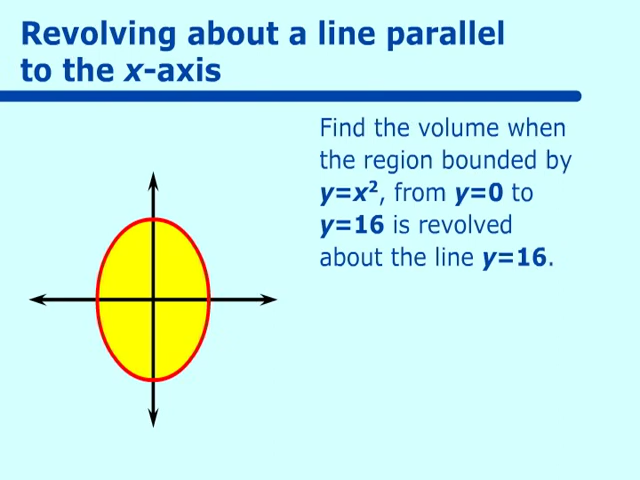 Revolving about a line parallel
to the x-axis
Find the volume when
the region bounded by
y=x², from y=0 to
y=16 is revolved
about the line y=16.